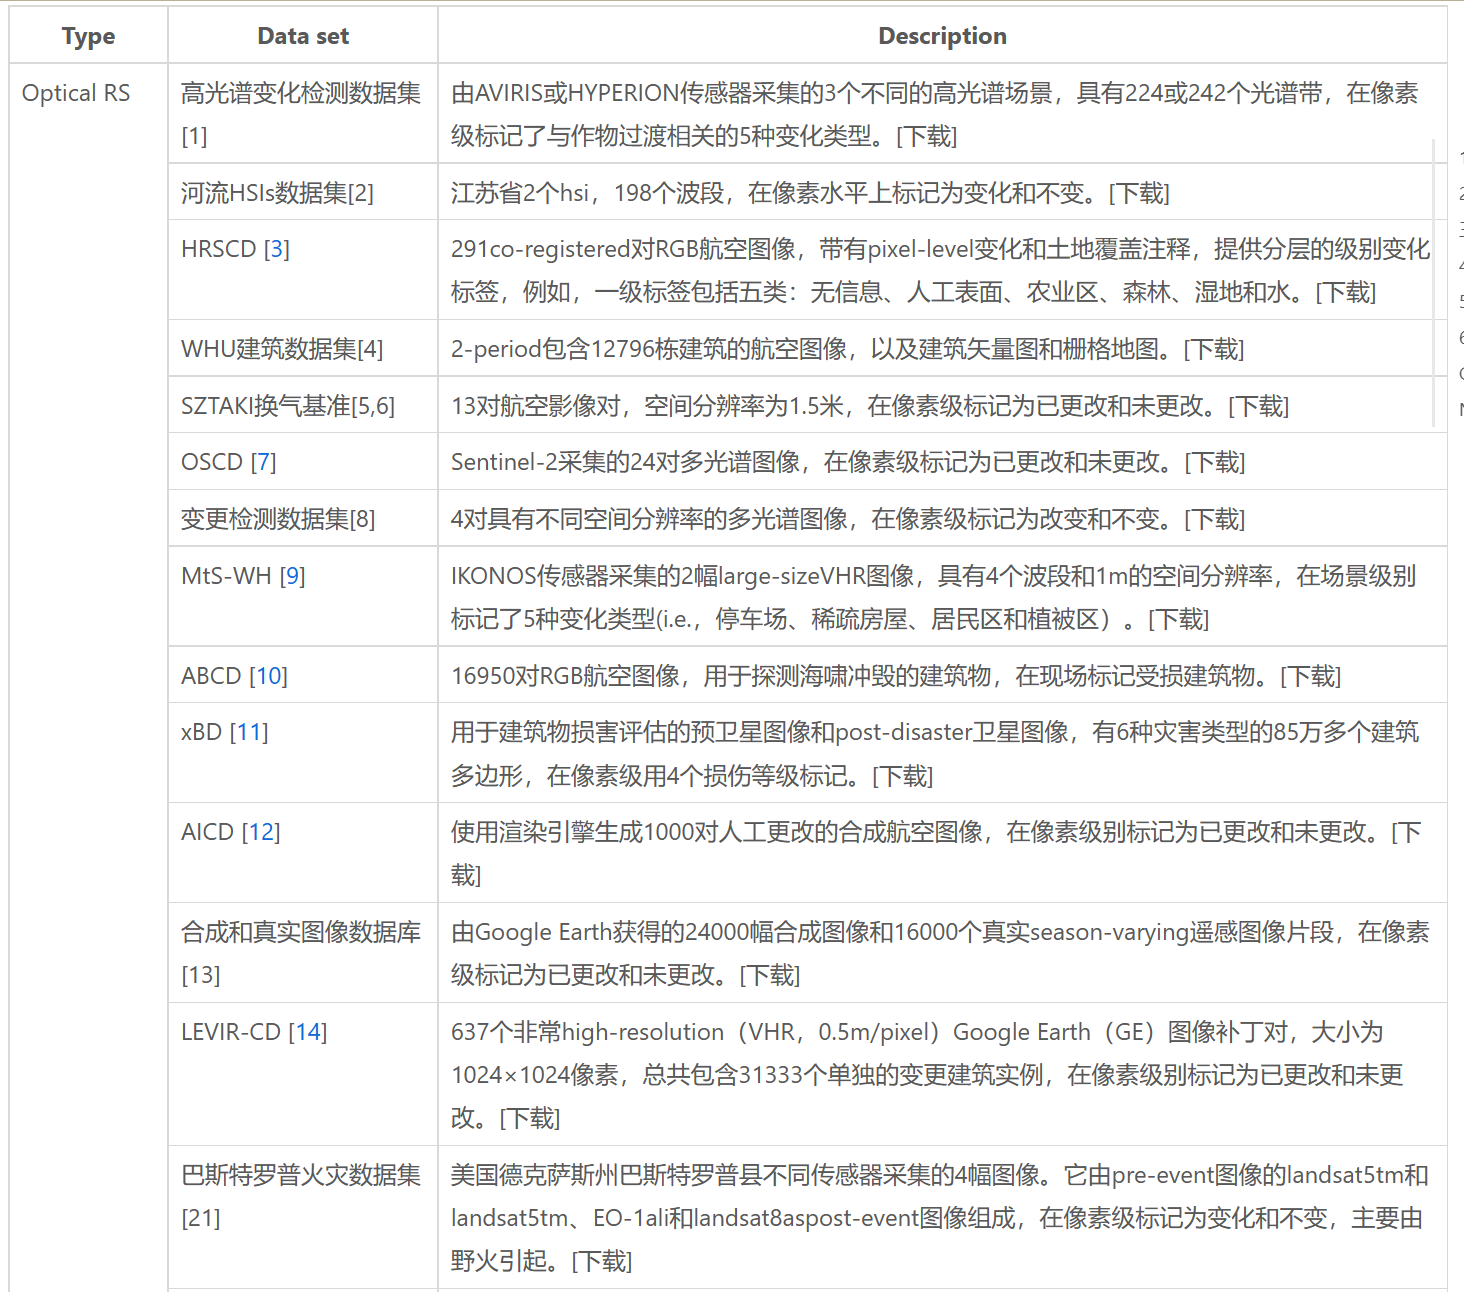 Type Data set Description
Optical RS 高光谱变化检测数据集 由AVIRIS或HYPERION传感器采集的3个不同的高光谱场景，具有224或242个光谱带，在像素
[1] 级标记了与作物过渡相关的5种变化类型。[下载]
河流HSIs数据集[2] 江苏省2个hsi，198个波段，在像素水平上标记为变化和不变。[下载]
HRSCD [3] 291co-registered对RGB航空图像，带有pixel-level变化和土地覆盖注释，提供分层的级别变化
标签，例如，一级标签包括五类：无信息、人工表面、农业区、森林、湿地和水。[下载]
WHU建筑数据集[4] 2-period包含12796栋建筑的航空图像，以及建筑矢量图和栅格地图。[下载]
SZTAKI换气基准[5,6] 13对航空影像对，空间分辨率为1.5米，在像素级标记为已更改和未更改。[下载]
OSCD [7] Sentinel-2采集的24对多光谱图像，在像素级标记为已更改和未更改。[下载]
变更检测数据集[8] 4对具有不同空间分辨率的多光谱图像，在像素级标记为改变和不变。[下载]
MtS-WH [9] IKONOS传感器采集的2幅large-sizeVHR图像，具有4个波段和1m的空间分辨率，在场景级别
标记了5种变化类型(i.e.，停车场、稀疏房屋、居民区和植被区）。[下载]
ABCD [10] 16950对RGB航空图像，用于探测海啸冲毁的建筑物，在现场标记受损建筑物。[下载]
xBD [11] 用于建筑物损害评估的预卫星图像和post-disaster卫星图像，有6种灾害类型的85万多个建筑
多边形，在像素级用4个损伤等级标记。[下载]
AICD [12] 使用渲染引擎生成1000对人工更改的合成航空图像，在像素级别标记为已更改和未更改。[下
载]
合成和真实图像数据库 由Google Earth获得的24000幅合成图像和16000个真实season-varying遥感图像片段，在像素
[13] 级标记为已更改和未更改。[下载]
LEVIR-CD [14] 637个非常high-resolution（VHR，0.5m/pixel）Google Earth（GE）图像补丁对，大小为
1024×1024像素，总共包含31333个单独的变更建筑实例，在像素级别标记为已更改和未更
改。[下载]
巴斯特罗普火灾数据集 美国德克萨斯州巴斯特罗普县不同传感器采集的4幅图像。它由pre-event图像的landsat5tm和
[21] landsat5tm、EO-1ali和landsat8aspost-event图像组成，在像素级标记为变化和不变，主要由
野火引起。[下载]